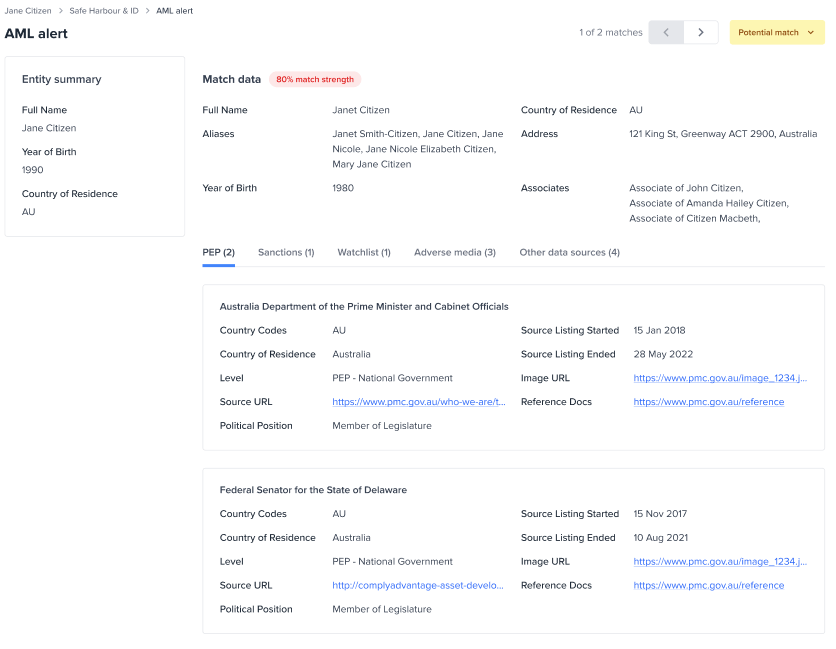 Jane Citizen > Safe Harbour & ID > AML alert
AML alert
1 of 2 matches
Potential match
Entity summary
Full Name
Jane Citizen
Year of Birth
1990
Country of Residence
AU
Match data 80% match strength
Full Name Janet Citizen Country of Residence AU
Aliases Janet Smith-Citizen, Jane Citizen, Jane
Nicole, Jane Nicole Elizabeth Citizen,
Mary Jane Citizen
Address 121 King St, Greenway ACT 2900, Australia
Year of Birth 1980
Associates Associate of John Citizen,
Associate of Amanda Hailey Citizen,
Associate of Citizen Macbeth,
PEP (2) Sanctions (1) Watchlist (1) Adverse media (3) Other data sources (4)
Australia Department of the Prime Minister and Cabinet Officials
Country Codes AU Source Listing Started 15 Jan 2018
Country of Residence Australia Source Listing Ended 28 May 2022
Level PEP - National Government Image URL https://www.pmc.gov.au/image_1234.j...
Source URL https://www.pmc.gov.au/who-we-are/t... Reference Docs https://www.pmc.gov.au/reference
Political Position Member of Legislature
Federal Senator for the State of Delaware
Country Codes AU Source Listing Started 15 Nov 2017
Country of Residence Australia Source Listing Ended 10 Aug 2021
Level PEP - National Government Image URL https://www.pmc.gov.au/image_1234.j...
Source URL http://complyadvantage-asset-develo... Reference Docs https://www.pmc.gov.au/reference
Political Position Member of Legislature